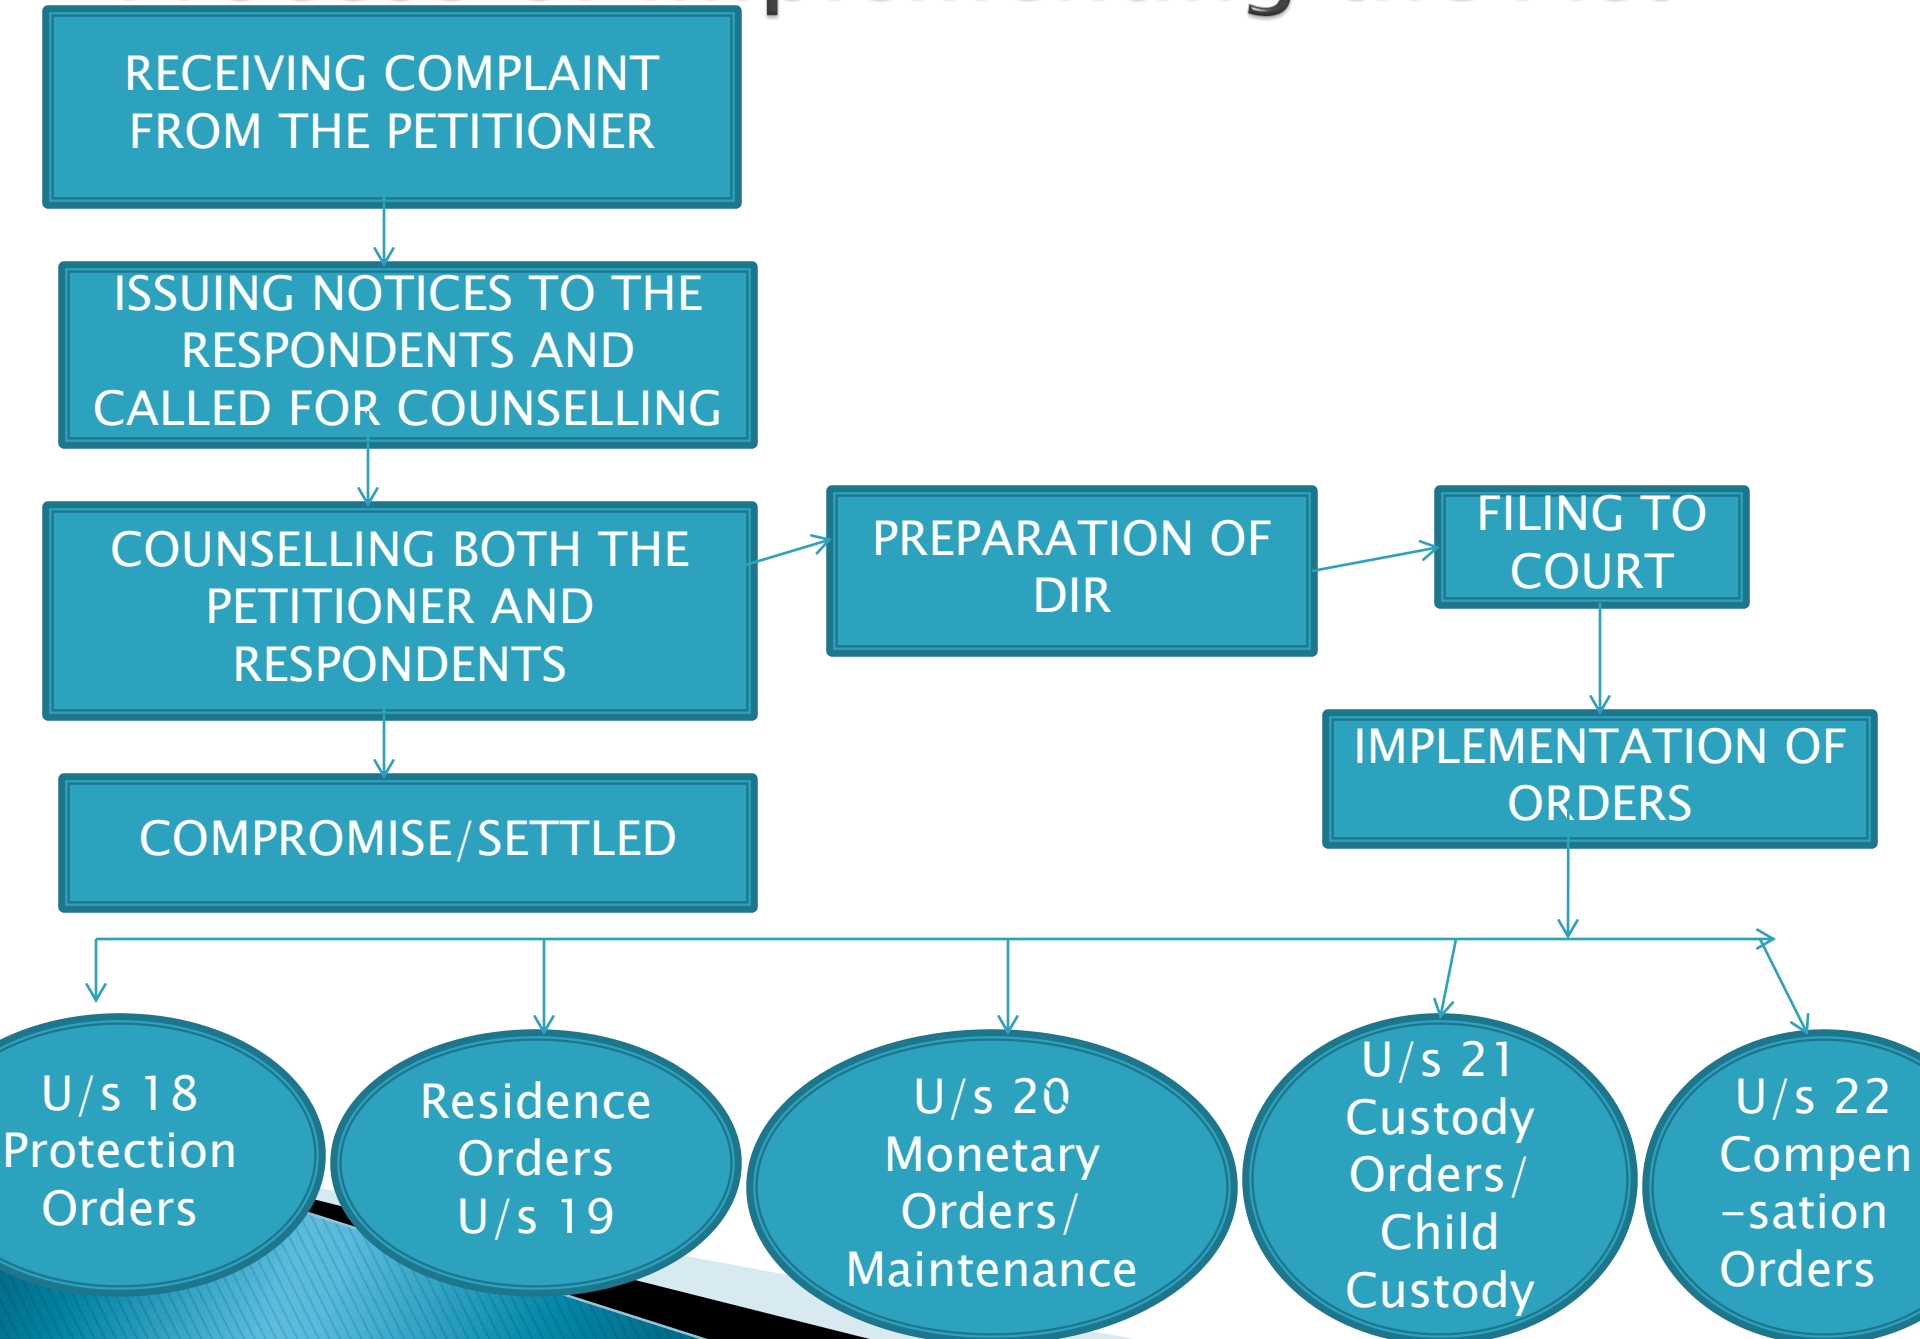 RECEIVING COMPLAINT
FROM THE PETITIONER
ISSUING NOTICES TO THE
RESPONDENTS AND
CALLED FOR COUNSELLING
COUNSELLING BOTH THE
PETITIONER AND
RESPONDENTS
PREPARATION OF
DIR
FILING TO
COURT
IMPLEMENTATION OF
ORDERS
COMPROMISE/SETTLED
U/s 18
Protection
Orders
Residence
Orders
U/s 19
U/s 20
Monetary
Orders/
Maintenance
U/s 21
Custody
Orders/
Child
Custody
U/s 22
Compen
-sation
Orders